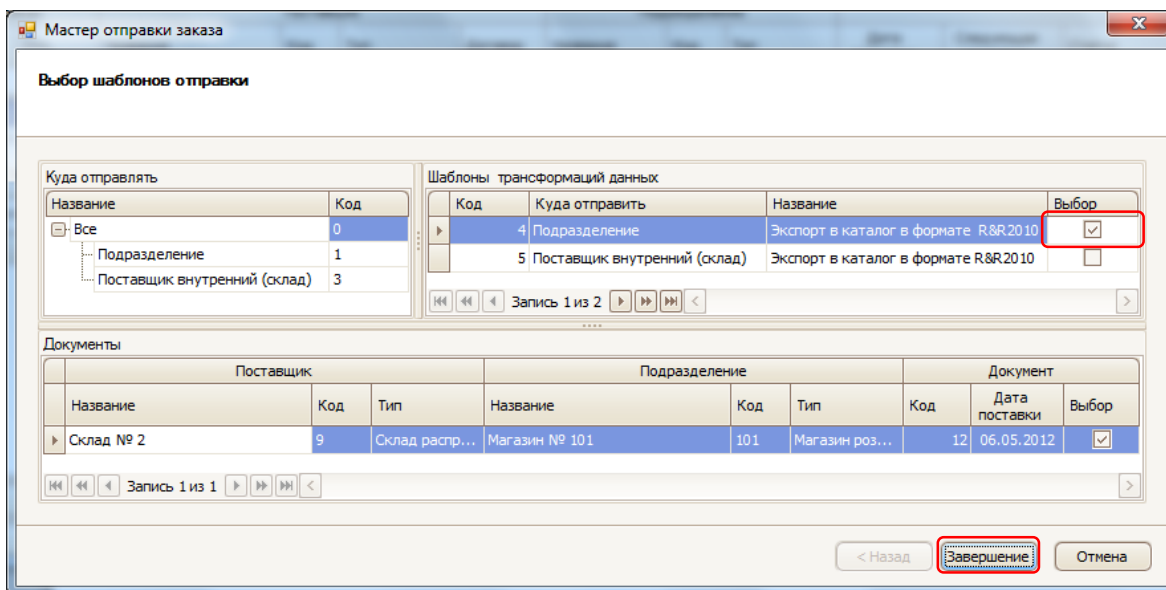 Мастер отправки заказа
Выбор шаблонов отправки
Куда отправлять
Название Код
Все 0
Подразделение 1
Поставщик внутренний (склад) 3
Шаблоны трансформаций данных
Код Куда отправить Название Выбор
4 Подразделение Экспорт в каталог в формате R&R2010
5 Поставщик внутренний (склад) Экспорт в каталог в формате R&R2010
Запись 1 из 2
Документы
Поставщик Подразделение Документ
Название Код Тип Название Код Тип Код Дата поставки Выбор
Склад № 2 9 Склад распр... Магазин № 101 101 Магазин роз... 12 06.05.2012
Запись 1 из 1
< Назад Завершение Отмена